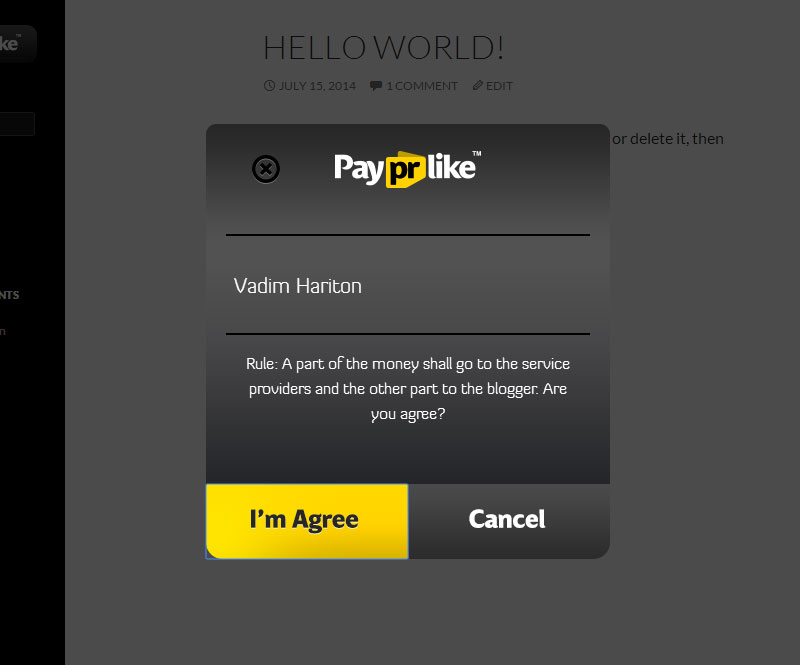 ke™
HELLO WORLD!
JULY 15, 2014 1 COMMENT EDIT
or delete it, then
Payprlike™
Vadim Hariton
NTS
n
Rule: A part of the money shall go to the service
providers and the other part to the blogger. Are
you agree?
I'm Agree Cancel